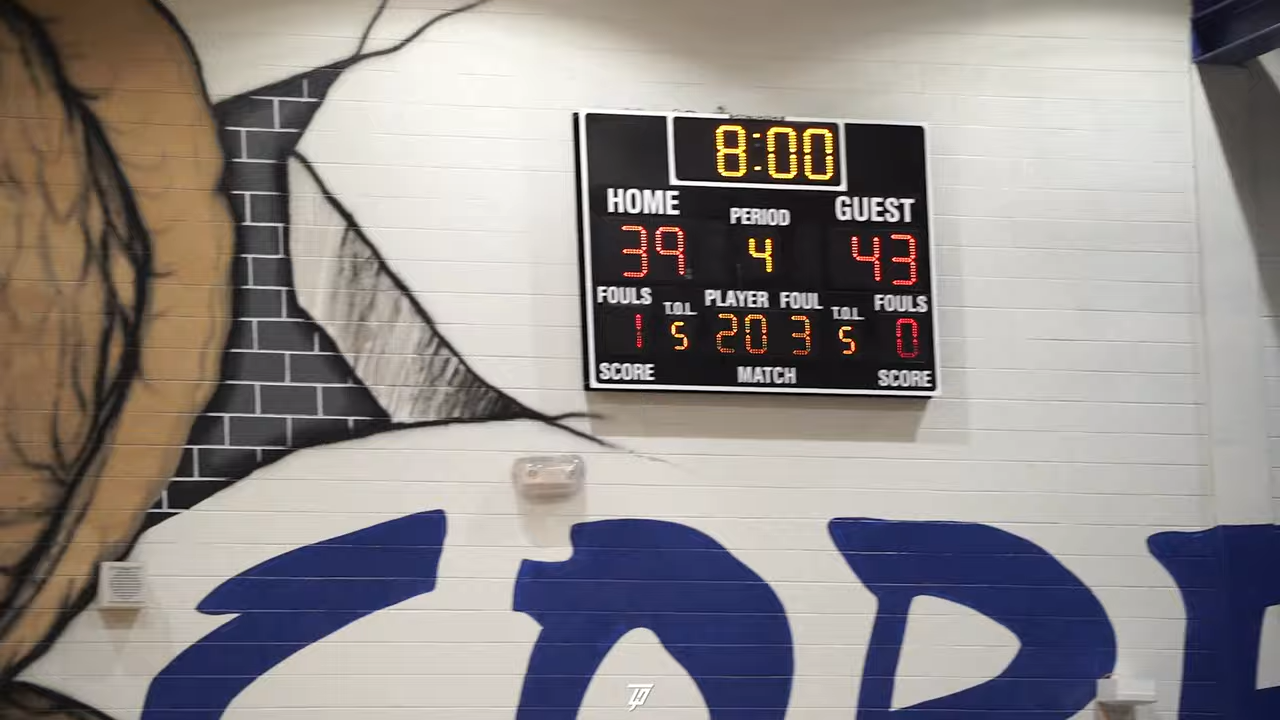 8:00
HOME PERIOD GUEST
39 4 43
FOULS T.O.L. PLAYER FOUL T.O.L. FOULS
1 5 20 3 5 0
SCORE MATCH SCORE